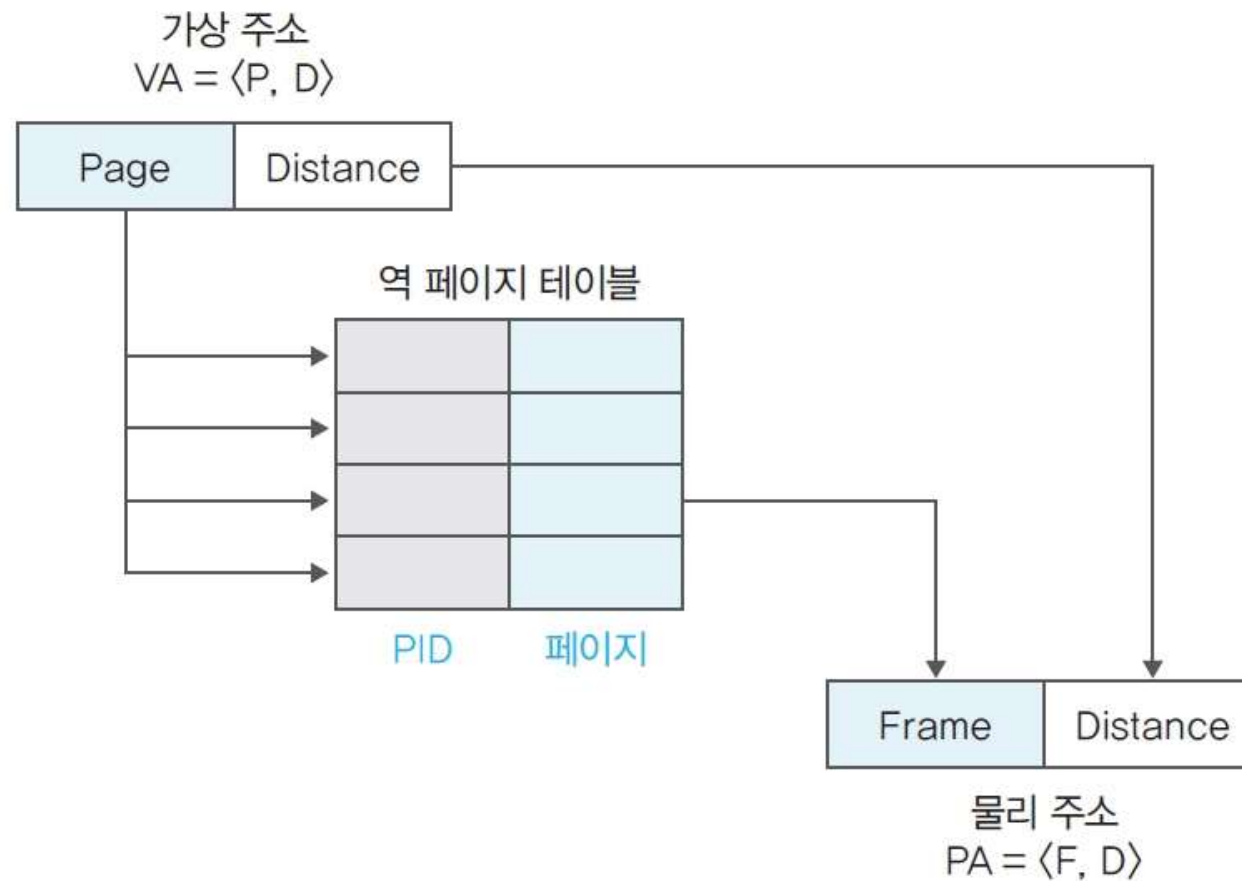 가상 주소
VA = ⟨P, D⟩
Page
Distance
역 페이지 테이블
PID
페이지
Frame
Distance
물리 주소
PA = ⟨F, D⟩